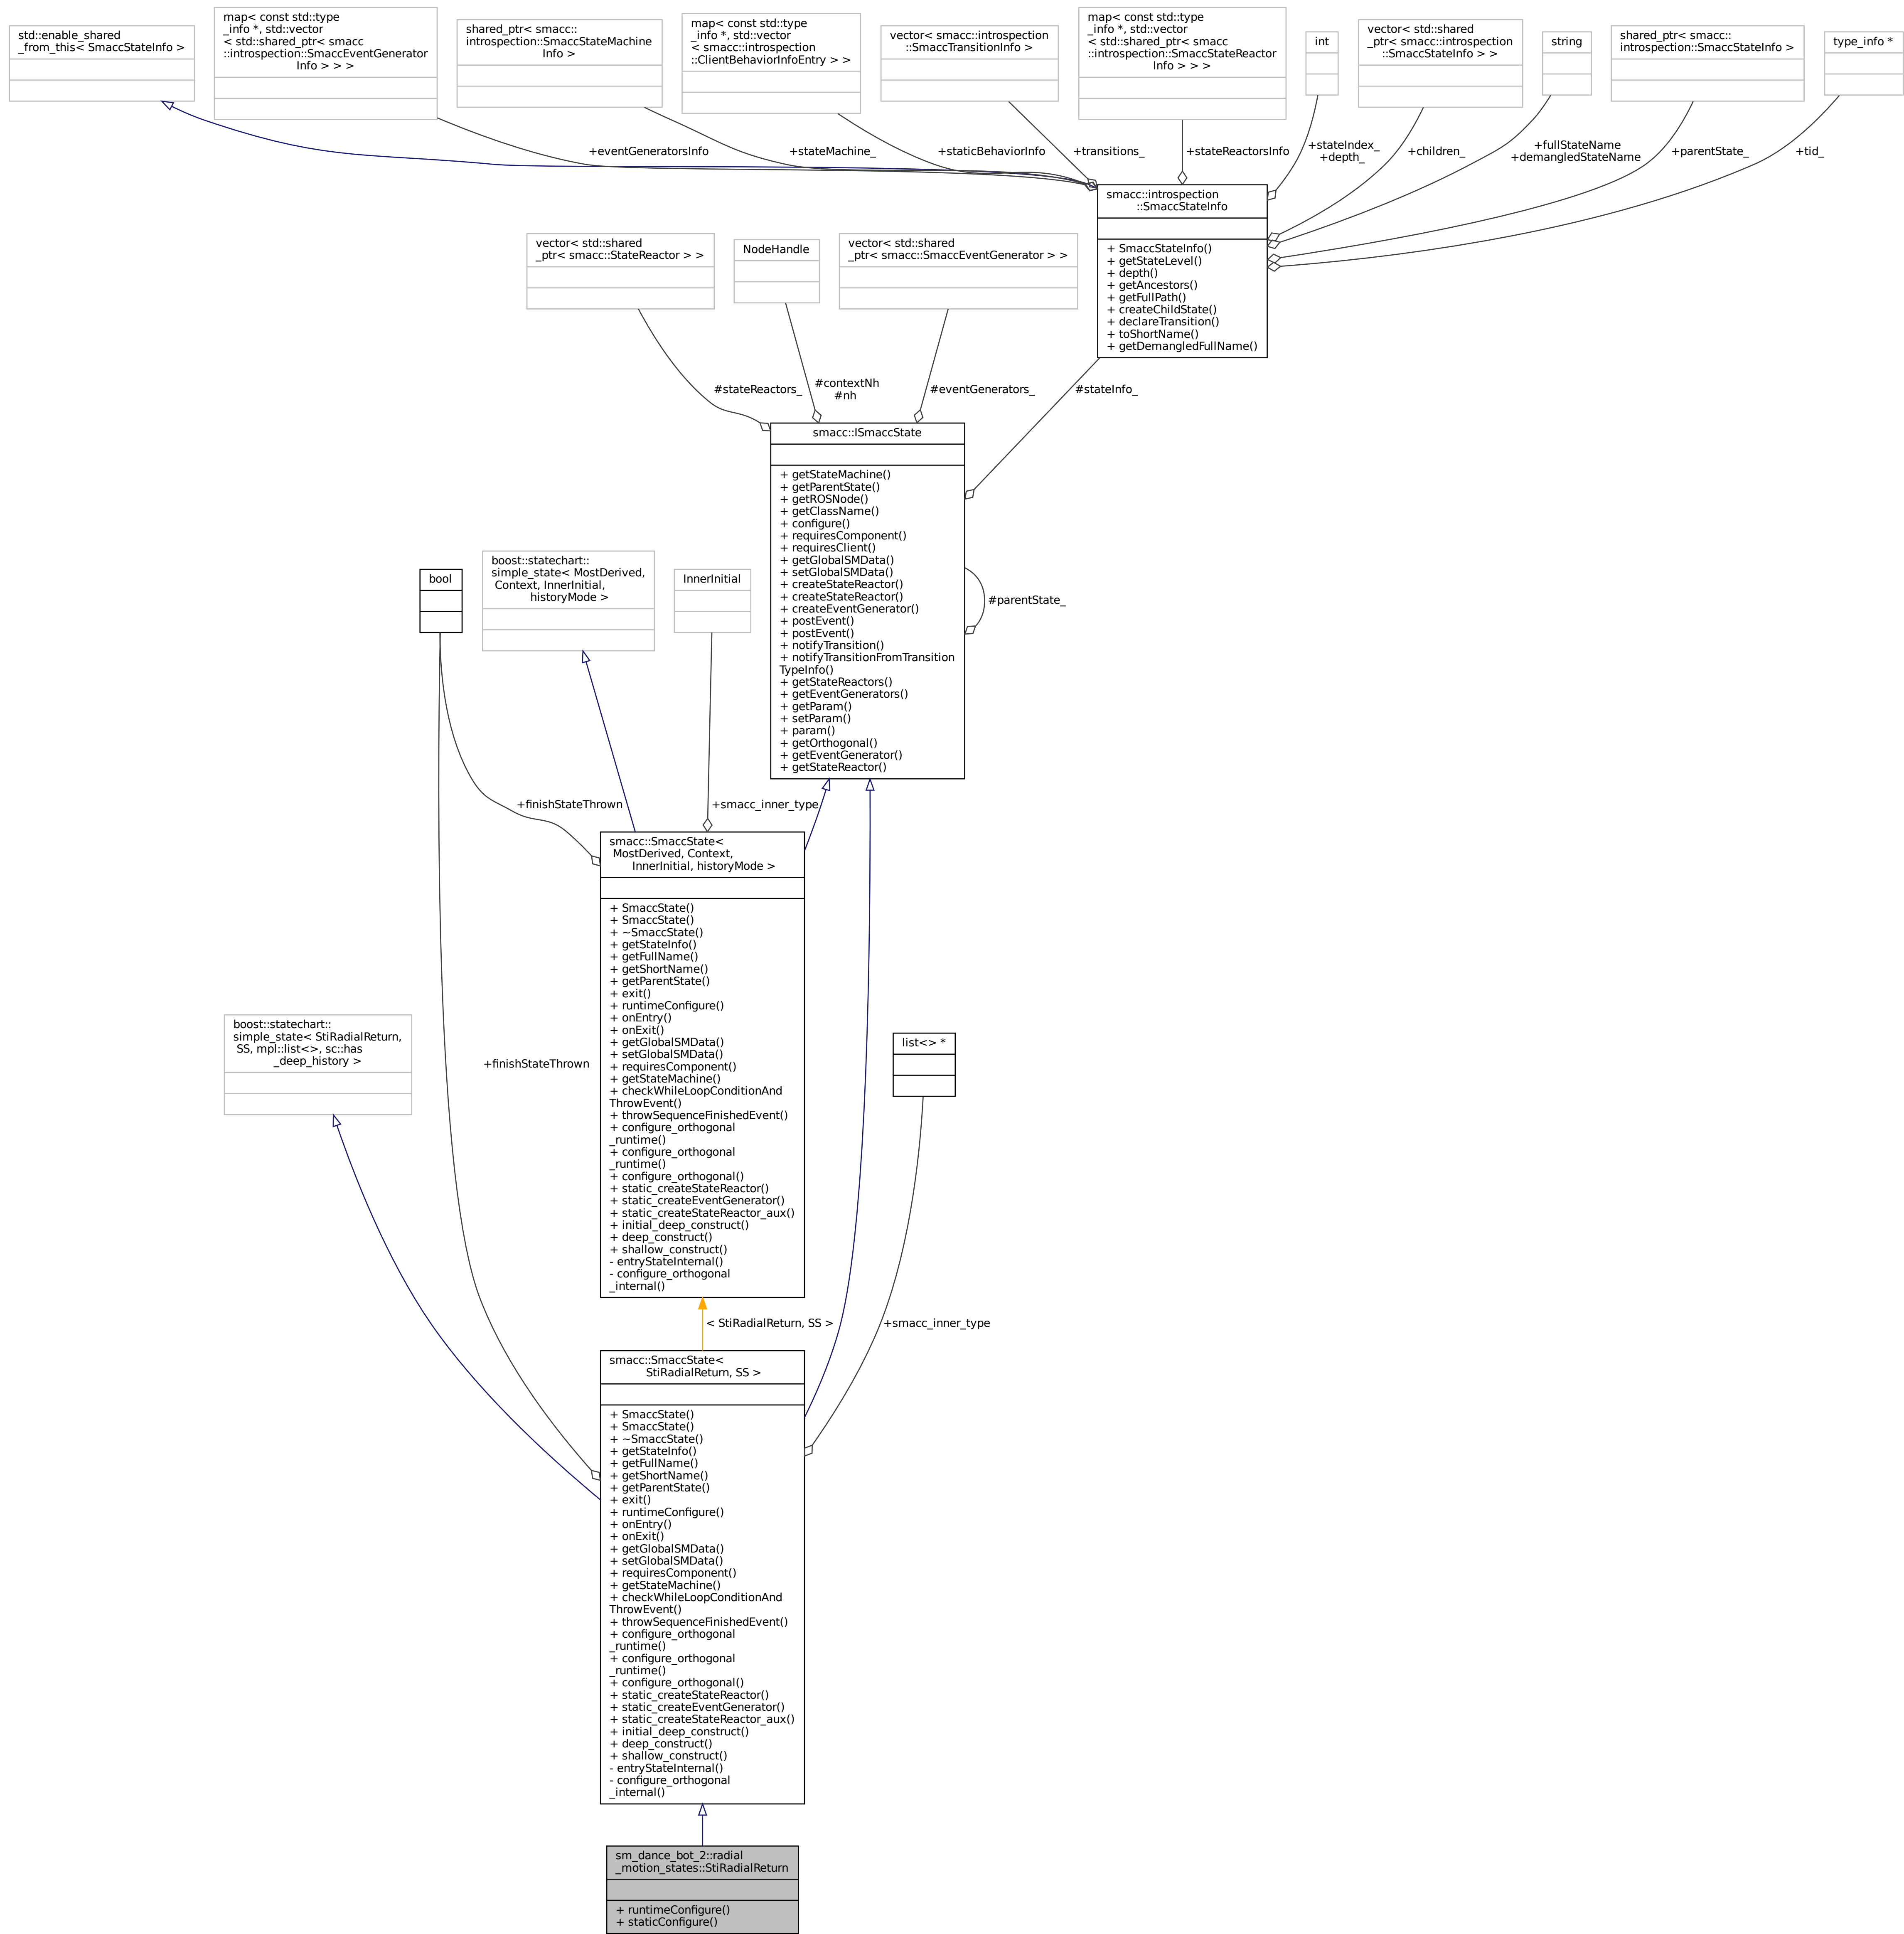 std::enable_shared
_from_this< SmaccStateInfo >
map< const std::type
_info *, std::vector
< std::shared_ptr< smacc
::introspection::SmaccEventGenerator
Info > > >
shared_ptr< smacc::
introspection::SmaccStateMachine
Info >
map< const std::type
_info *, std::vector
< smacc::introspection
::ClientBehaviorInfoEntry > >
vector< smacc::introspection
::SmaccTransitionInfo >
map< const std::type
_info *, std::vector
< std::shared_ptr< smacc
::introspection::SmaccStateReactor
Info > > >
int
vector< std::shared
_ptr< smacc::introspection
::SmaccStateInfo > >
string
shared_ptr< smacc::
introspection::SmaccStateInfo >
type_info *
+eventGeneratorsInfo
+stateMachine_
+staticBehaviorInfo
+transitions_
+stateReactorsInfo
+stateIndex_
+depth_
+children_
+fullStateName
+demangledStateName
+parentState_
+tid_
smacc::introspection
::SmaccStateInfo
+ SmaccStateInfo()
+ getStateLevel()
+ depth()
+ getAncestors()
+ getFullPath()
+ createChildState()
+ declareTransition()
+ toShortName()
+ getDemangledFullName()
vector< std::shared
_ptr< smacc::StateReactor > >
NodeHandle
vector< std::shared
_ptr< smacc::SmaccEventGenerator > >
#stateReactors_
#contextNh
#nh
#eventGenerators_
#stateInfo_
smacc::ISmaccState
+ getStateMachine()
+ getParentState()
+ getROSNode()
+ getClassName()
+ configure()
+ requiresComponent()
+ requiresClient()
+ getGlobalSMData()
+ setGlobalSMData()
+ createStateReactor()
+ createStateReactor()
+ createEventGenerator()
+ postEvent()
+ postEvent()
+ notifyTransition()
+ notifyTransitionFromTransition
TypeInfo()
+ getStateReactors()
+ getEventGenerators()
+ getParam()
+ setParam()
+ param()
+ getOrthogonal()
+ getEventGenerator()
+ getStateReactor()
#parentState_
bool
boost::statechart::
simple_state< MostDerived,
Context, InnerInitial,
historyMode >
InnerInitial
+finishStateThrown
+smacc_inner_type
smacc::SmaccState<
MostDerived, Context,
InnerInitial, historyMode >
+ SmaccState()
+ SmaccState()
+ ~SmaccState()
+ getStateInfo()
+ getFullName()
+ getShortName()
+ getParentState()
+ exit()
+ runtimeConfigure()
+ onEntry()
+ onExit()
+ getGlobalSMData()
+ setGlobalSMData()
+ requiresComponent()
+ getStateMachine()
+ checkWhileLoopConditionAnd
ThrowEvent()
+ throwSequenceFinishedEvent()
+ configure_orthogonal
_runtime()
+ configure_orthogonal
_runtime()
+ configure_orthogonal()
+ static_createStateReactor()
+ static_createEventGenerator()
+ static_createStateReactor_aux()
+ initial_deep_construct()
+ deep_construct()
+ shallow_construct()
- entryStateInternal()
- configure_orthogonal
_internal()
boost::statechart::
simple_state< StiRadialReturn,
SS, mpl::list<>, sc::has
_deep_history >
+finishStateThrown
list<> *
< StiRadialReturn, SS >
+smacc_inner_type
smacc::SmaccState<
StiRadialReturn, SS >
+ SmaccState()
+ SmaccState()
+ ~SmaccState()
+ getStateInfo()
+ getFullName()
+ getShortName()
+ getParentState()
+ exit()
+ runtimeConfigure()
+ onEntry()
+ onExit()
+ getGlobalSMData()
+ setGlobalSMData()
+ requiresComponent()
+ getStateMachine()
+ checkWhileLoopConditionAnd
ThrowEvent()
+ throwSequenceFinishedEvent()
+ configure_orthogonal
_runtime()
+ configure_orthogonal
_runtime()
+ configure_orthogonal()
+ static_createStateReactor()
+ static_createEventGenerator()
+ static_createStateReactor_aux()
+ initial_deep_construct()
+ deep_construct()
+ shallow_construct()
- entryStateInternal()
- configure_orthogonal
_internal()
sm_dance_bot_2::radial
_motion_states::StiRadialReturn
+ runtimeConfigure()
+ staticConfigure()